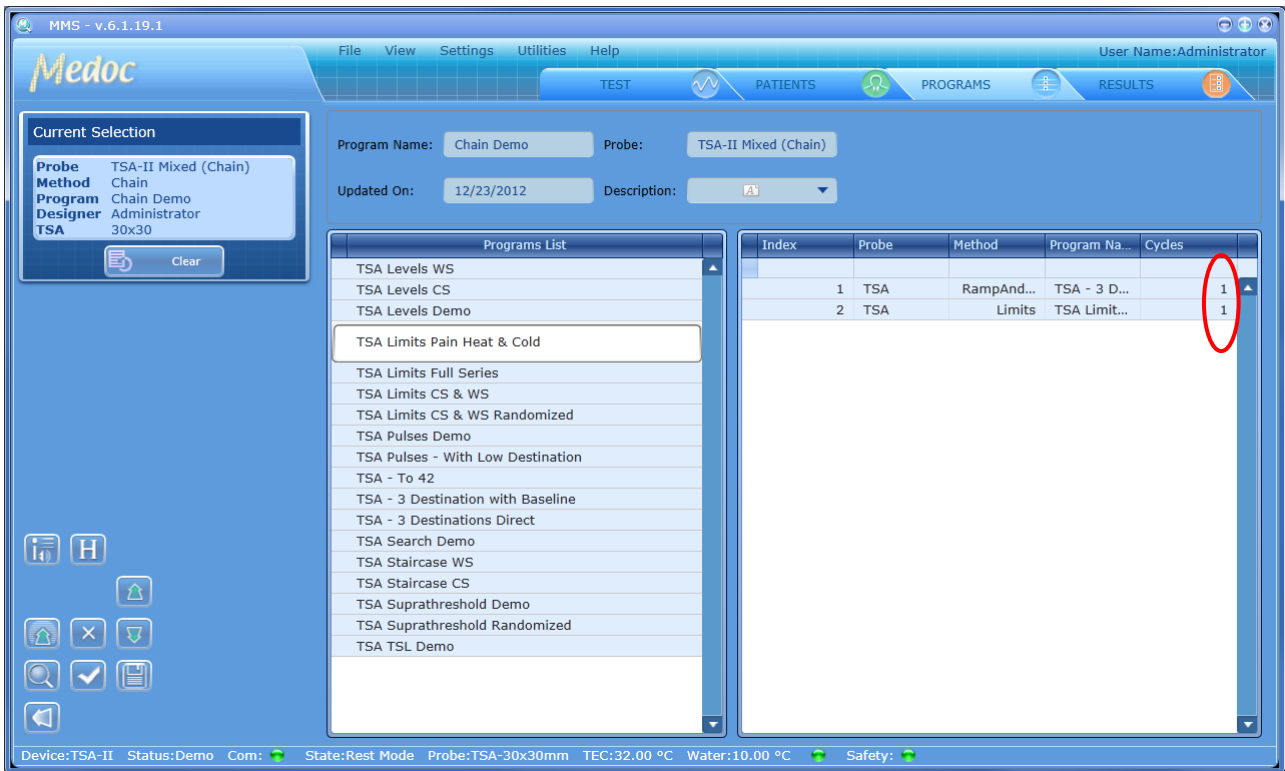 MMS - v.6.1.19.1
Medoc
File View Settings Utilities Help
User Name:Administrator
TEST PATIENTS PROGRAMS RESULTS
Current Selection
Probe TSA-II Mixed (Chain)
Method Chain
Program Chain Demo
Designer Administrator
TSA 30x30
Clear
Program Name: Chain Demo Probe: TSA-II Mixed (Chain)
Updated On: 12/23/2012 Description: A
Programs List
TSA Levels WS
TSA Levels CS
TSA Levels Demo
TSA Limits Pain Heat & Cold
TSA Limits Full Series
TSA Limits CS & WS
TSA Limits CS & WS Randomized
TSA Pulses Demo
TSA Pulses - With Low Destination
TSA - To 42
TSA - 3 Destination with Baseline
TSA - 3 Destinations Direct
TSA Search Demo
TSA Staircase WS
TSA Staircase CS
TSA Suprathreshold Demo
TSA Suprathreshold Randomized
TSA TSL Demo
Index Probe Method Program Na... Cycles
1 TSA RampAnd... TSA - 3 D... 1
2 TSA Limits TSA Limit... 1
i H
Device:TSA-II Status:Demo Com: State:Rest Mode Probe:TSA-30x30mm TEC:32.00 °C Water:10.00 °C Safety: